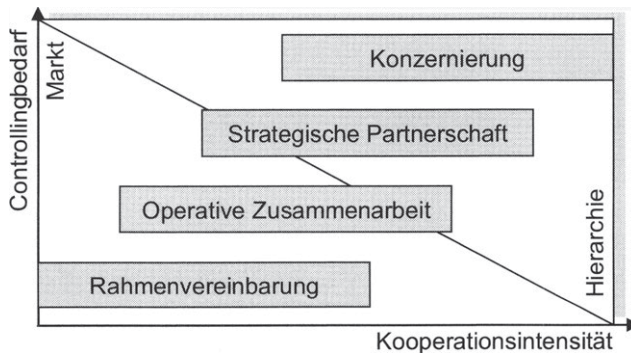 Controllingbedarf
Markt
Konzernierung
Strategische Partnerschaft
Operative Zusammenarbeit
Rahmenvereinbarung
Hierarchie
Kooperationsintensität